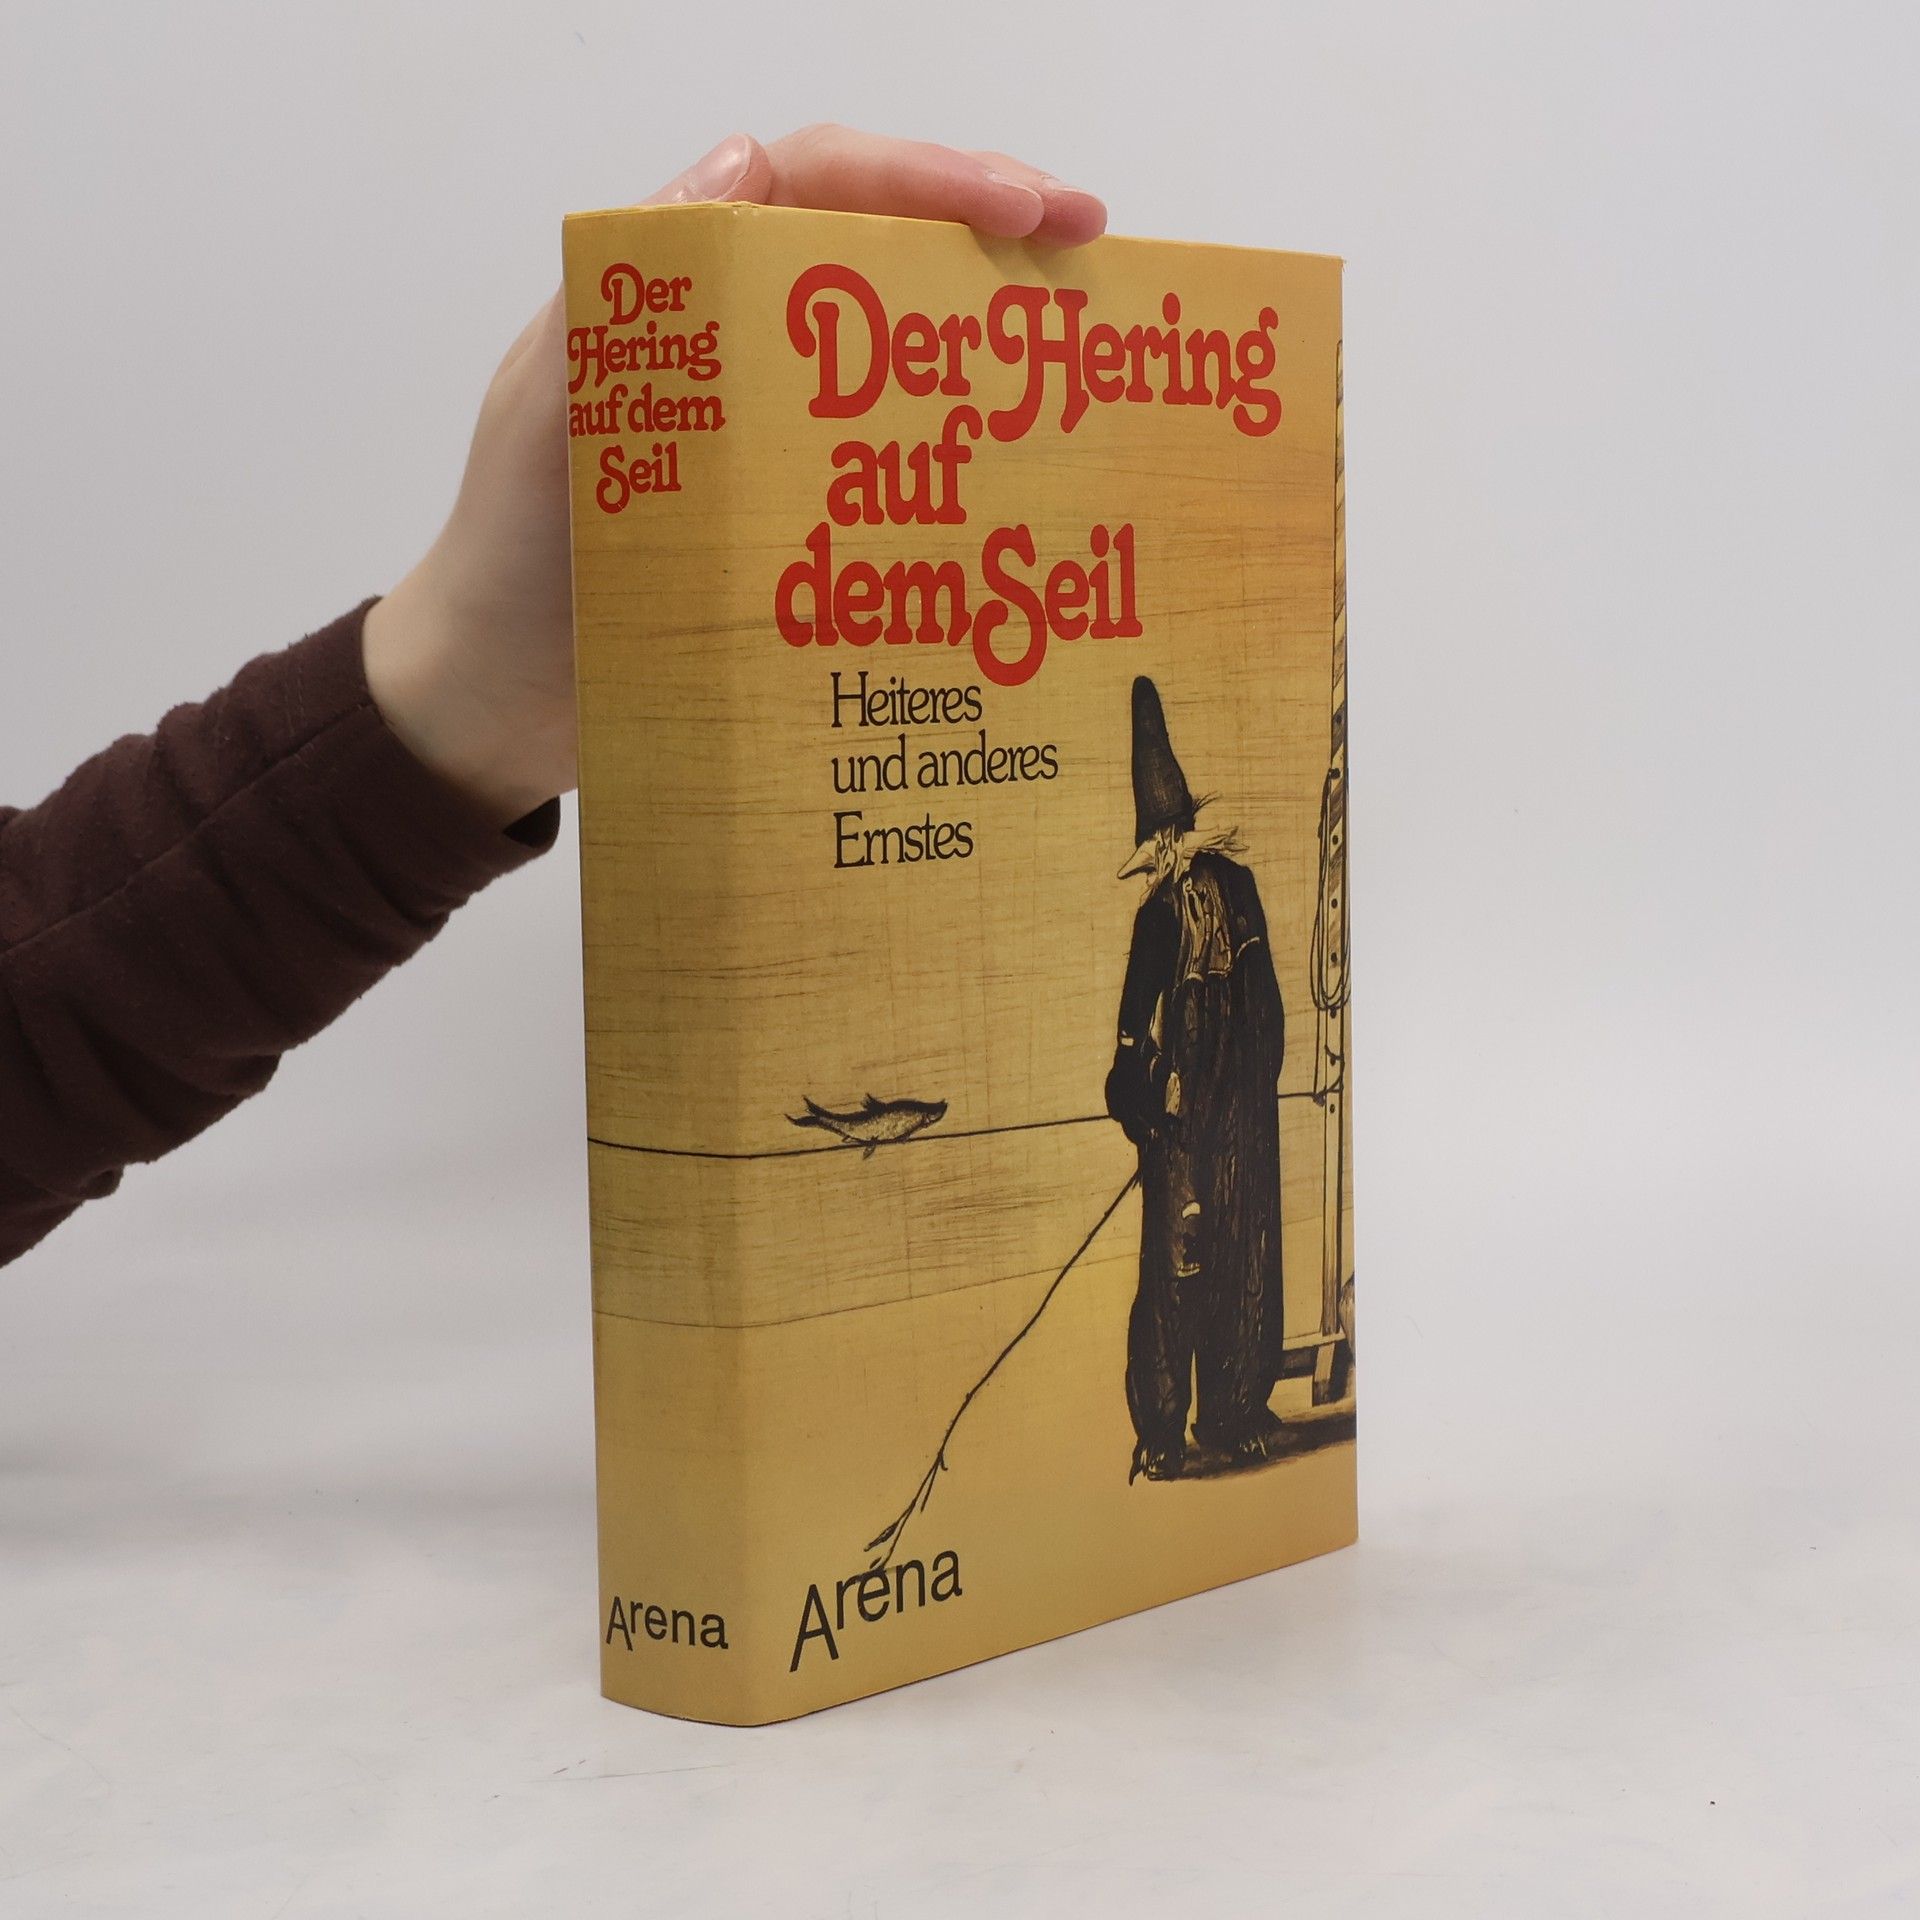 Der
Hering
auf dem
Seil
Arena
Der Hering
auf
dem Seil
Heiteres
und anderes
Ernstes
Arena